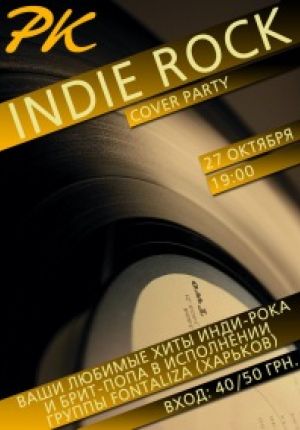 РК
INDIE ROCK
COVER PARTY
27 ОКТЯБРЯ
19:00
ВАШИ ЛЮБИМЫЕ ХИТЫ ИНДИ-РОКА
И БРИТ-ПОПА В ИСПОЛНЕНИИ
ГРУППЫ FONTALIZA (ХАРЬКОВ)
ВХОД: 40/50 ГРН.